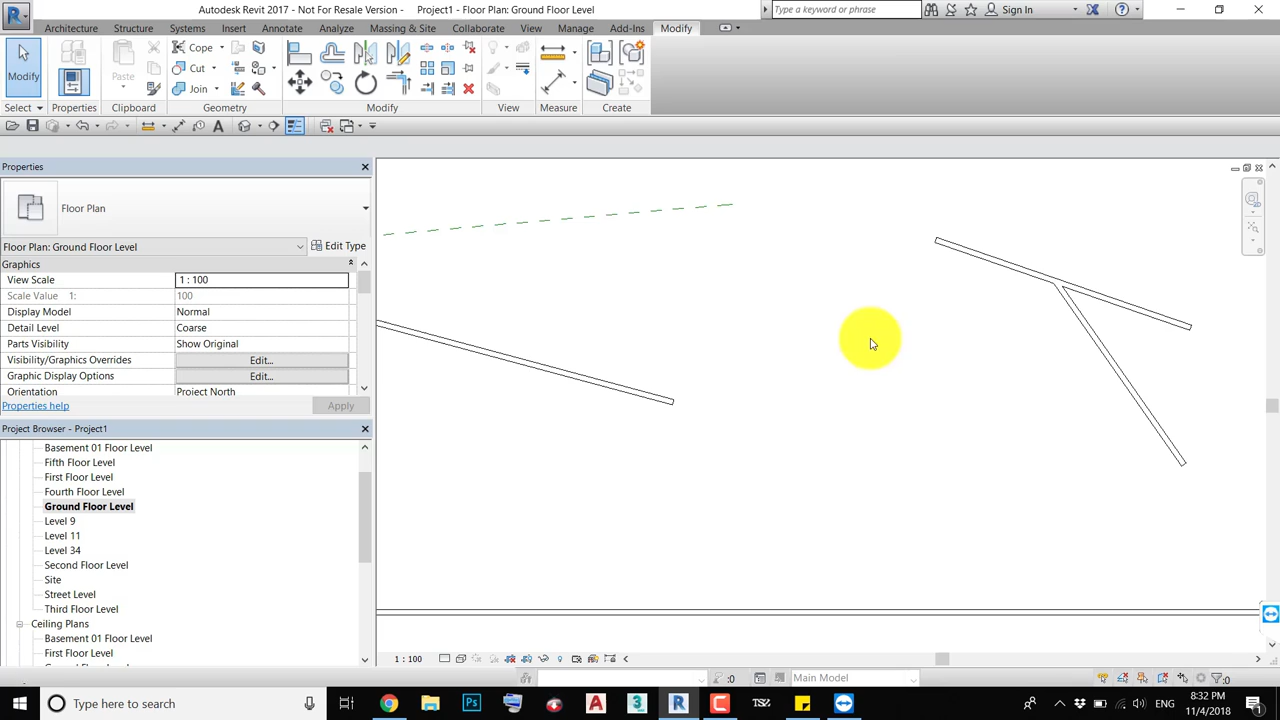 Autodesk Revit 2017 - Not For Resale Version - Project1 - Floor Plan: Ground Floor Level
Type a keyword or phrase
Sign In
Architecture Structure Systems Insert Annotate Analyze Massing & Site Collaborate View Manage Add-Ins Modify
Modify
Paste
Cope
Cut
Join
Select Properties Clipboard Geometry Modify View Measure Create
Properties
Floor Plan
Floor Plan: Ground Floor Level
Edit Type
Graphics
View Scale 1 : 100
Scale Value 1: 100
Display Model Normal
Detail Level Coarse
Parts Visibility Show Original
Visibility/Graphics Overrides Edit...
Graphic Display Options Edit...
Orientation Project North
Properties help
Apply
Project Browser - Project1
Basement 01 Floor Level
Fifth Floor Level
First Floor Level
Fourth Floor Level
Ground Floor Level
Level 9
Level 11
Level 34
Second Floor Level
Site
Street Level
Third Floor Level
Ceiling Plans
Basement 01 Floor Level
First Floor Level
1 : 100
:0
Main Model
:0
Type here to search
ENG
8:32 PM
11/4/2018